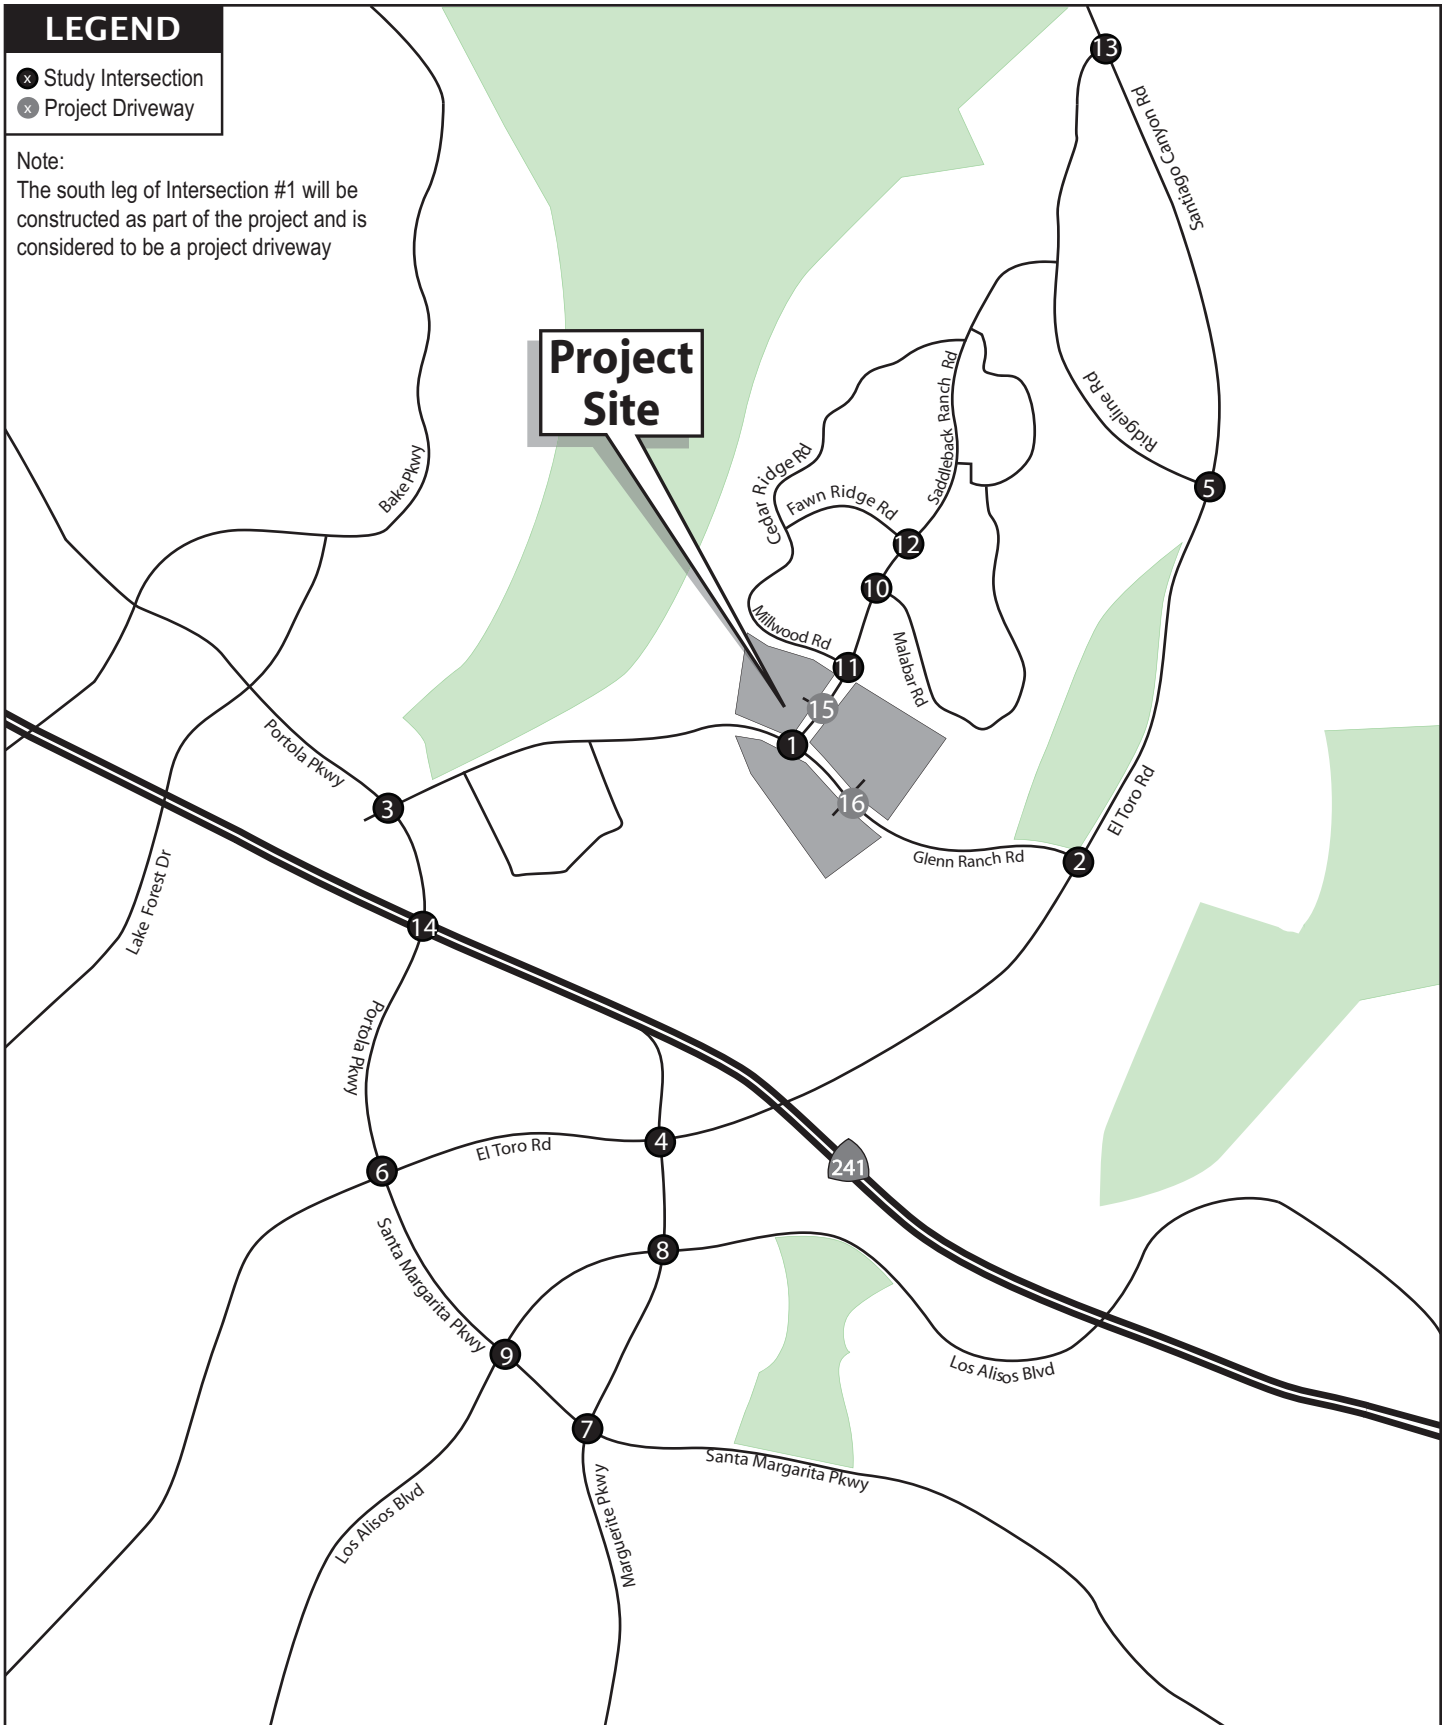 LEGEND
x Study Intersection
x Project Driveway
Note:
The south leg of Intersection #1 will be
constructed as part of the project and is
considered to be a project driveway
13
Santiago Canyon Rd
Project
Site
Saddleback Ranch Rd
Ridgeline Rd
Bake Pkwy
Cedar Ridge Rd
Fawn Ridge Rd
5
12
10
Millwood Rd
Malabar Rd
11
15
1
Portola Pkwy
3
16
El Toro Rd
Glenn Ranch Rd
2
Lake Forest Dr
14
Portola Pkwy
4
El Toro Rd
6
241
Santa Margarita Pkwy
8
9
Los Alisos Blvd
7
Santa Margarita Pkwy
Los Alisos Blvd
Marguerite Pkwy